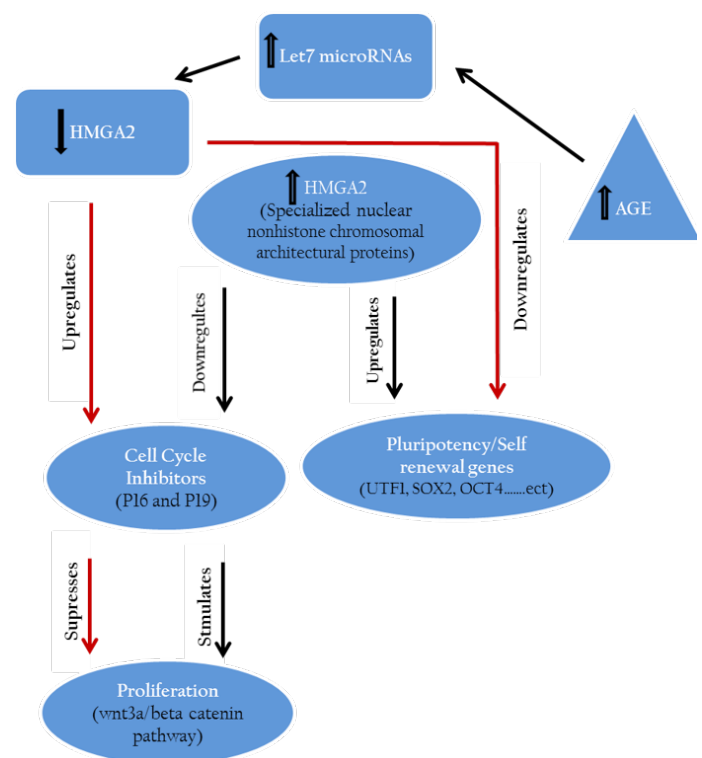 Let7 microRNAs
HMGA2
HMGA2
(Specialized nuclear
nonhistone chromosomal
architectural proteins)
AGE
Upregulates
Downregultes
Upregulates
Downregulates
Cell Cycle
Inhibitors
(P16 and P19)
Pluripotency/Self
renewal genes
(UTF1, SOX2, OCT4.......ect)
Supresses
Stmulates
Proliferation
(wnt3a/beta catenin
pathway)